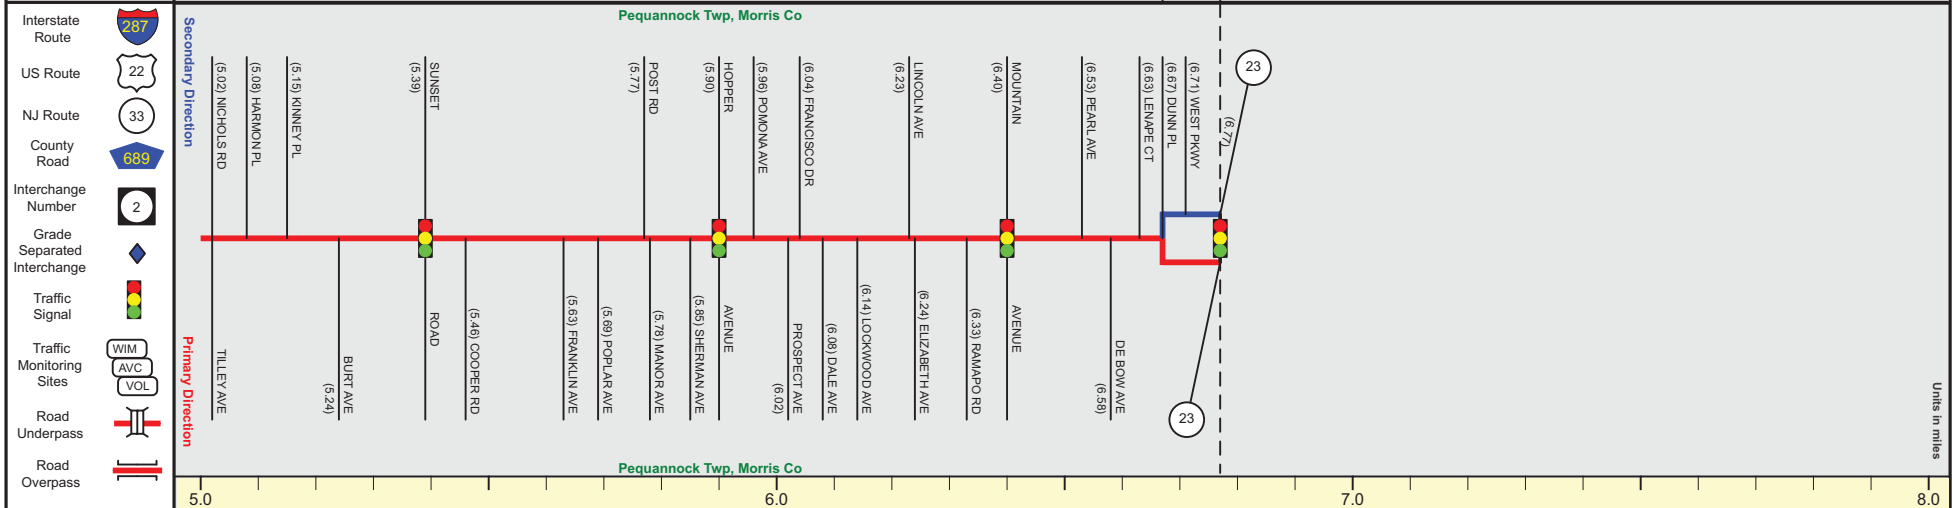 Interstate
Route
287
US Route
22
NJ Route
33
County
Road
689
Interchange
Number
2
Grade
Separated
Interchange
Traffic
Signal
Traffic
Monitoring
Sites
WIM
AVC
VOL
Road
Underpass
Road
Overpass
Secondary Direction
Primary Direction
Pequannock Twp, Morris Co
(5.02) NICHOLS RD
(5.08) HARMON PL
(5.15) KINNEY PL
SUNSET
(5.39)
POST RD
(5.77)
HOPPER
(5.90)
(5.96) POMONA AVE
(6.04) FRANCISCO DR
LINCOLN AVE
(6.23)
MOUNTAIN
(6.40)
(6.53) PEARL AVE
(6.63) LENAPE CT
(6.67) DUNN PL
(6.71) WEST PKWY
(6.77)
23
TILLEY AVE
BURT AVE
(5.24)
ROAD
(5.46) COOPER RD
(5.63) FRANKLIN AVE
(5.69) POPLAR AVE
(5.78) MANOR AVE
(5.85) SHERMAN AVE
AVENUE
PROSPECT AVE
(6.02)
(6.08) DALE AVE
(6.14) LOCKWOOD AVE
(6.24) ELIZABETH AVE
(6.33) RAMAPO RD
AVENUE
DE BOW AVE
(6.58)
23
Pequannock Twp, Morris Co
Units in miles
5.0
6.0
7.0
8.0